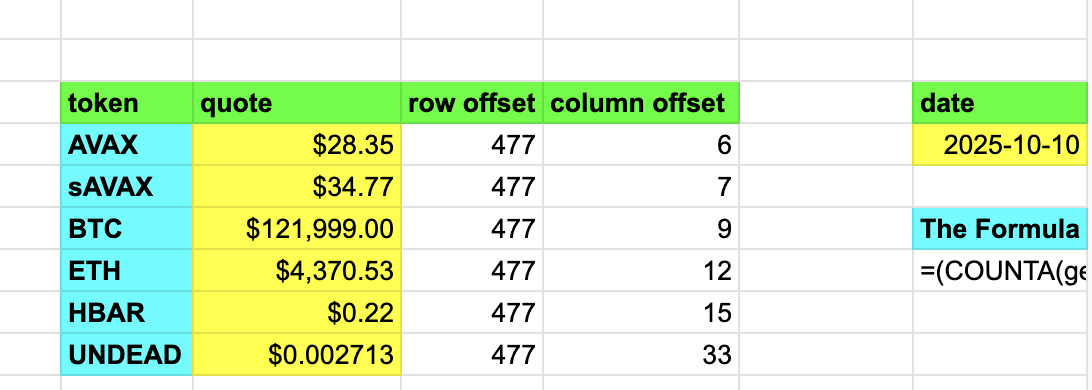 token quote row offset column offset date
AVAX $28.35 477 6 2025-10-10
sAVAX $34.77 477 7
BTC $121,999.00 477 9 The Formula
ETH $4,370.53 477 12 =(COUNTA(ge
HBAR $0.22 477 15
UNDEAD $0.002713 477 33